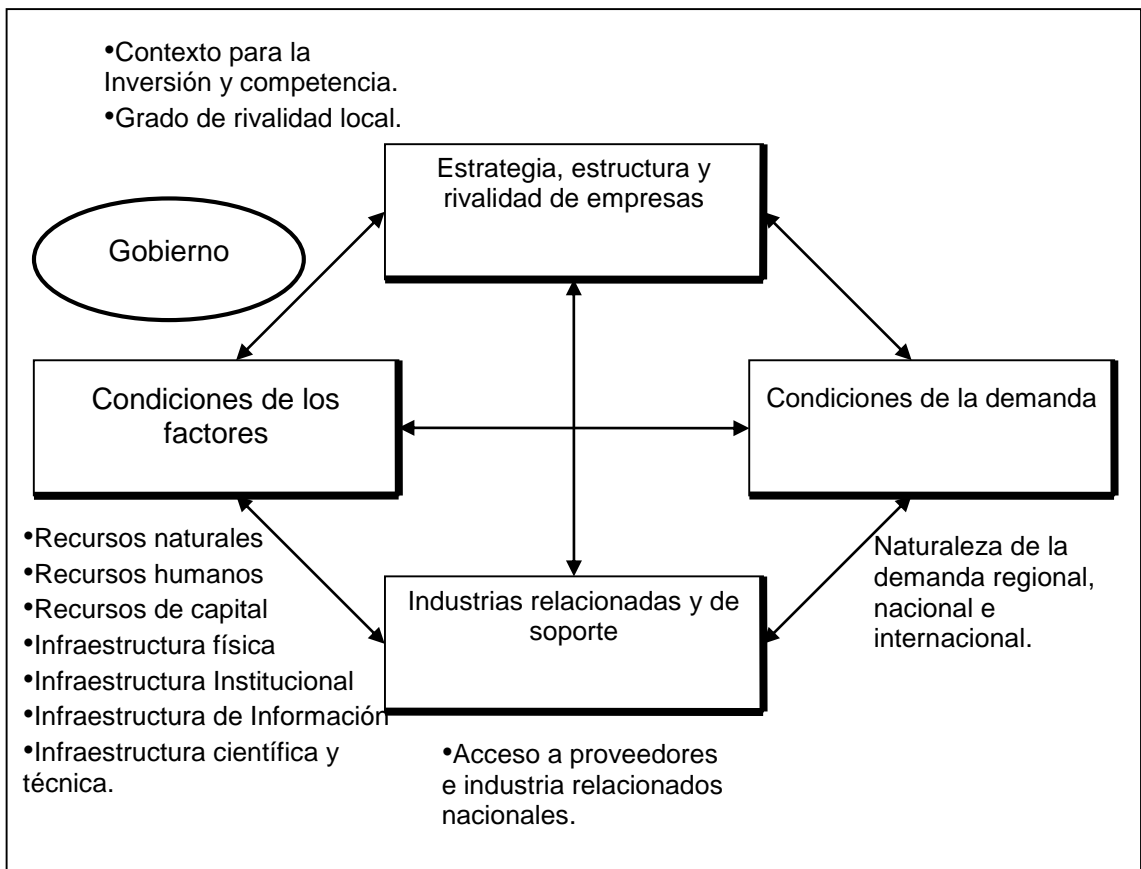 •Contexto para la
Inversión y competencia.
•Grado de rivalidad local.
Estrategia, estructura y
rivalidad de empresas
Gobierno
Condiciones de los
factores
Condiciones de la demanda
•Recursos naturales
•Recursos humanos
•Recursos de capital
•Infraestructura física
•Infraestructura Institucional
•Infraestructura de Información
•Infraestructura científica y
técnica.
Industrias relacionadas y de
soporte
Naturaleza de la
demanda regional,
nacional e
internacional.
•Acceso a proveedores
e industria relacionados
nacionales.